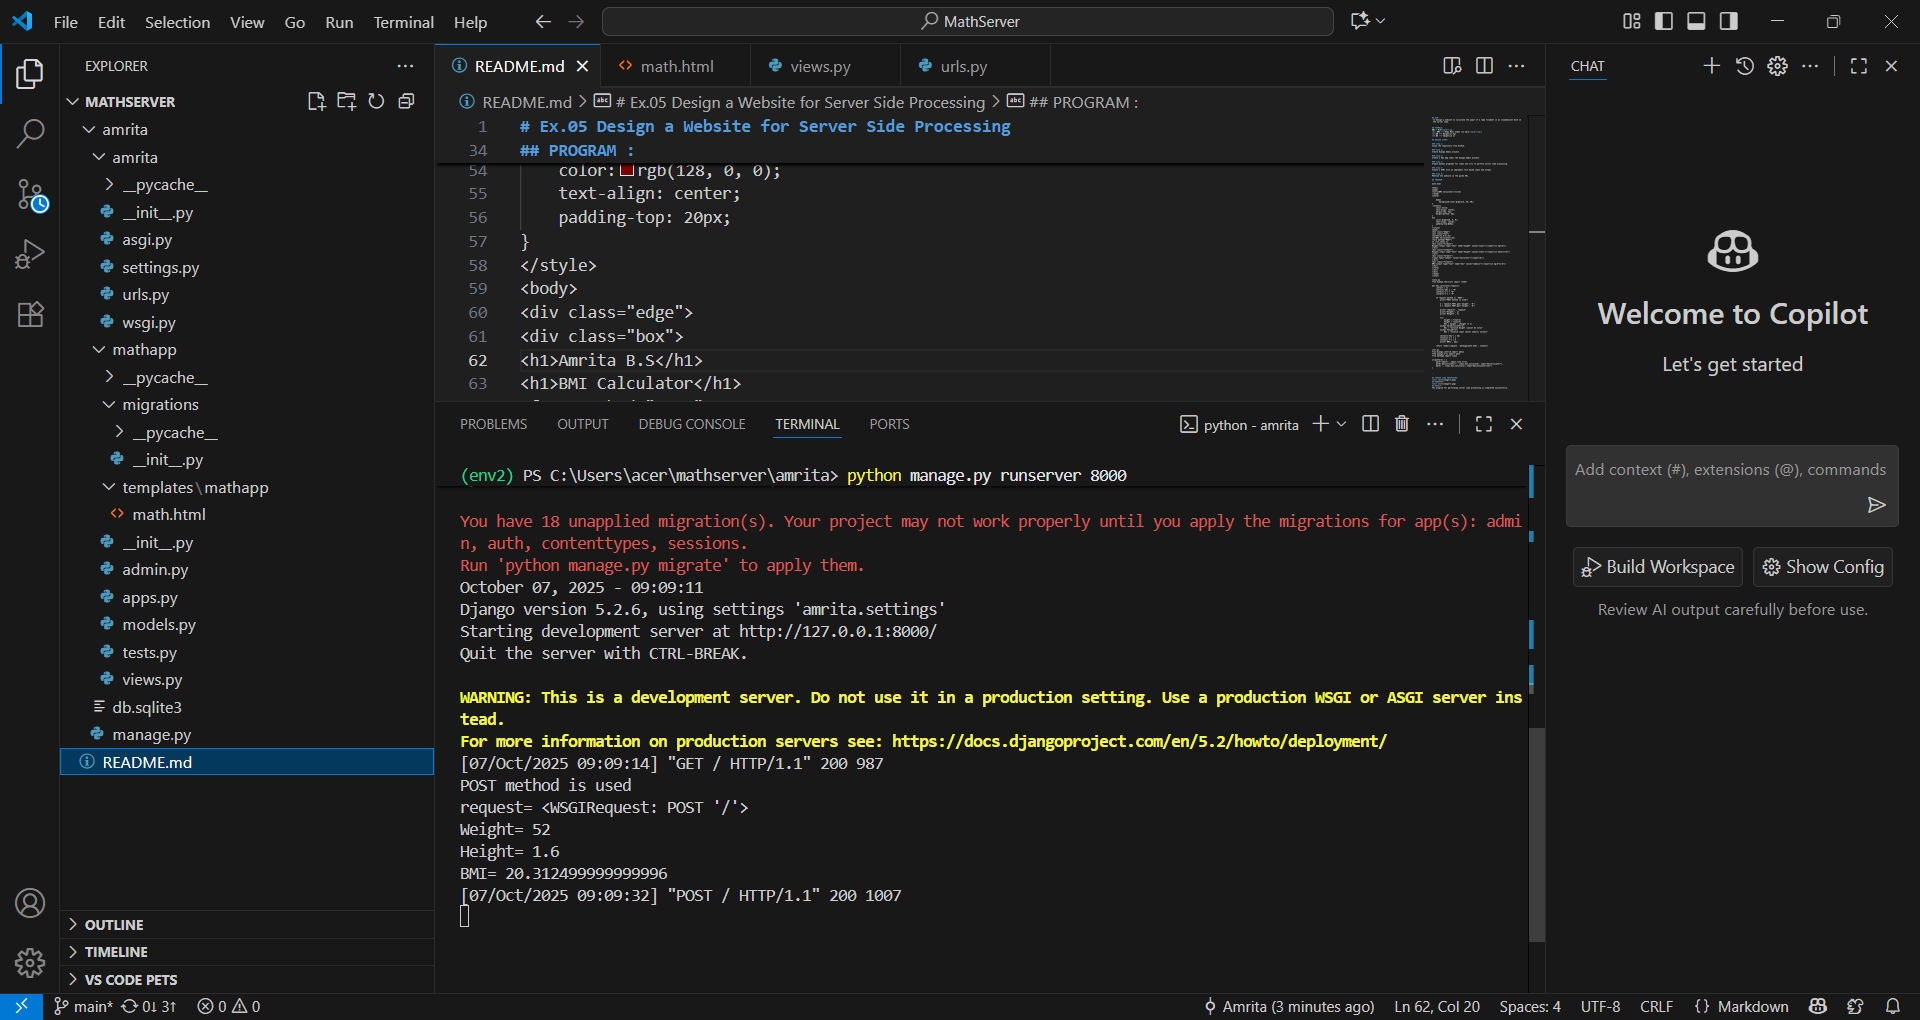 File Edit Selection View Go Run Terminal Help
MathServer
EXPLORER
MATHSERVER
amrita
amrita
__pycache__
__init__.py
asgi.py
settings.py
urls.py
wsgi.py
mathapp
__pycache__
migrations
__pycache__
__init__.py
templates\mathapp
math.html
__init__.py
admin.py
apps.py
models.py
tests.py
views.py
db.sqlite3
manage.py
README.md
OUTLINE
TIMELINE
VS CODE PETS
README.md math.html views.py urls.py
README.md > # Ex.05 Design a Website for Server Side Processing > ## PROGRAM :
1 # Ex.05 Design a Website for Server Side Processing
34 ## PROGRAM :
54 color: rgb(128, 0, 0);
55 text-align: center;
56 padding-top: 20px;
57 }
58 </style>
59 <body>
60 <div class="edge">
61 <div class="box">
62 <h1>Amrita B.S</h1>
63 <h1>BMI Calculator</h1>
PROBLEMS OUTPUT DEBUG CONSOLE TERMINAL PORTS
python - amrita
(env2) PS C:\Users\acer\mathserver\amrita> python manage.py runserver 8000
You have 18 unapplied migration(s). Your project may not work properly until you apply the migrations for app(s): admi
n, auth, contenttypes, sessions.
Run 'python manage.py migrate' to apply them.
October 07, 2025 - 09:09:11
Django version 5.2.6, using settings 'amrita.settings'
Starting development server at http://127.0.0.1:8000/
Quit the server with CTRL-BREAK.
WARNING: This is a development server. Do not use it in a production setting. Use a production WSGI or ASGI server ins
tead.
For more information on production servers see: https://docs.djangoproject.com/en/5.2/howto/deployment/
[07/Oct/2025 09:09:14] "GET / HTTP/1.1" 200 987
POST method is used
request= <WSGIRequest: POST '/'>
Weight= 52
Height= 1.6
BMI= 20.312499999999996
[07/Oct/2025 09:09:32] "POST / HTTP/1.1" 200 1007
CHAT
Welcome to Copilot
Let's get started
Add context (#), extensions (@), commands
Build Workspace Show Config
Review AI output carefully before use.
main* 0↓ 3↑ 0 0
Amrita (3 minutes ago) Ln 62, Col 20 Spaces: 4 UTF-8 CRLF {} Markdown